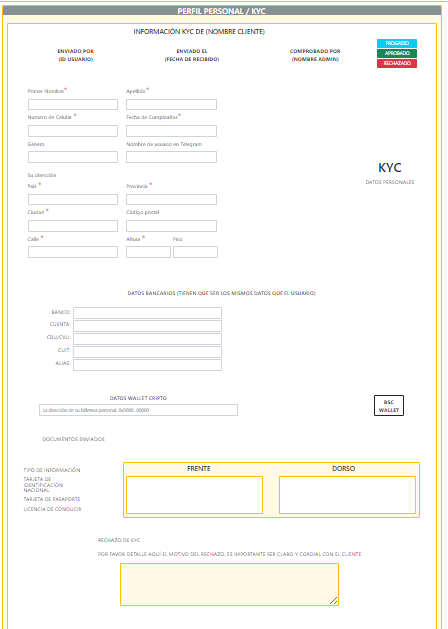 PERFIL PERSONAL / KYC
INFORMACIÓN KYC DE (NOMBRE CLIENTE)
ENVIADO POR
(ID USUARIO)
ENVIADO EL
(FECHA DE RECIBIDO)
COMPROBADO POR
(NOMBRE ADMIN)
PROGRESO
APROBADO
RECHAZADO
Primer Nombre *
Apellido *
Numero de Celular *
Fecha de Cumpleaños *
Género
Nombre de usuario en Telegram
KYC
DATOS PERSONALES
Su dirección
País *
Provincia *
Ciudad *
Código postal
Calle *
Altura *
Piso
DATOS BANCARIOS (TIENEN QUE SER LOS MISMOS DATOS QUE EL USUARIO)
BANCO:
CUENTA:
CBU/CVU:
CUIT:
ALIAS:
DATOS WALLET CRIPTO
La dirección de su billetera personal, 0x0000..00000
BSC
WALLET
DOCUMENTOS ENVIADOS
TIPO DE INFORMACIÓN
FRENTE
DORSO
TARJETA DE
IDENTIFICACIÓN
NACIONAL
TARJETA DE PASAPORTE
LICENCIA DE CONDUCIR
RECHAZO DE KYC
POR FAVOR DETALLE AQUÍ EL MOTIVO DEL RECHAZO, ES IMPORTANTE SER CLARO Y CORDIAL CON EL CLIENTE